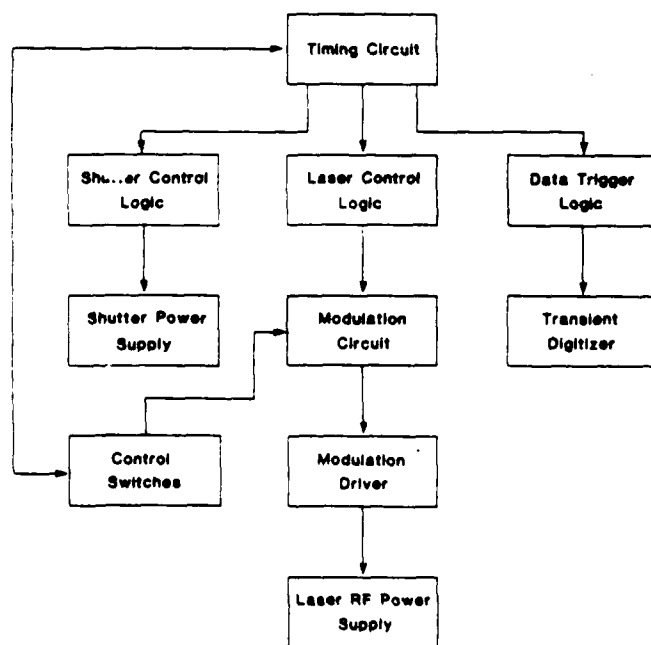 Timing Circuit
Control
Logic
Laser Control
Logic
Data Trigger
Logic
Shutter Power
Supply
Modulation
Circuit
Transient
Digitizer
Control
Switches
Modulation
Driver
Laser RF Power
Supply